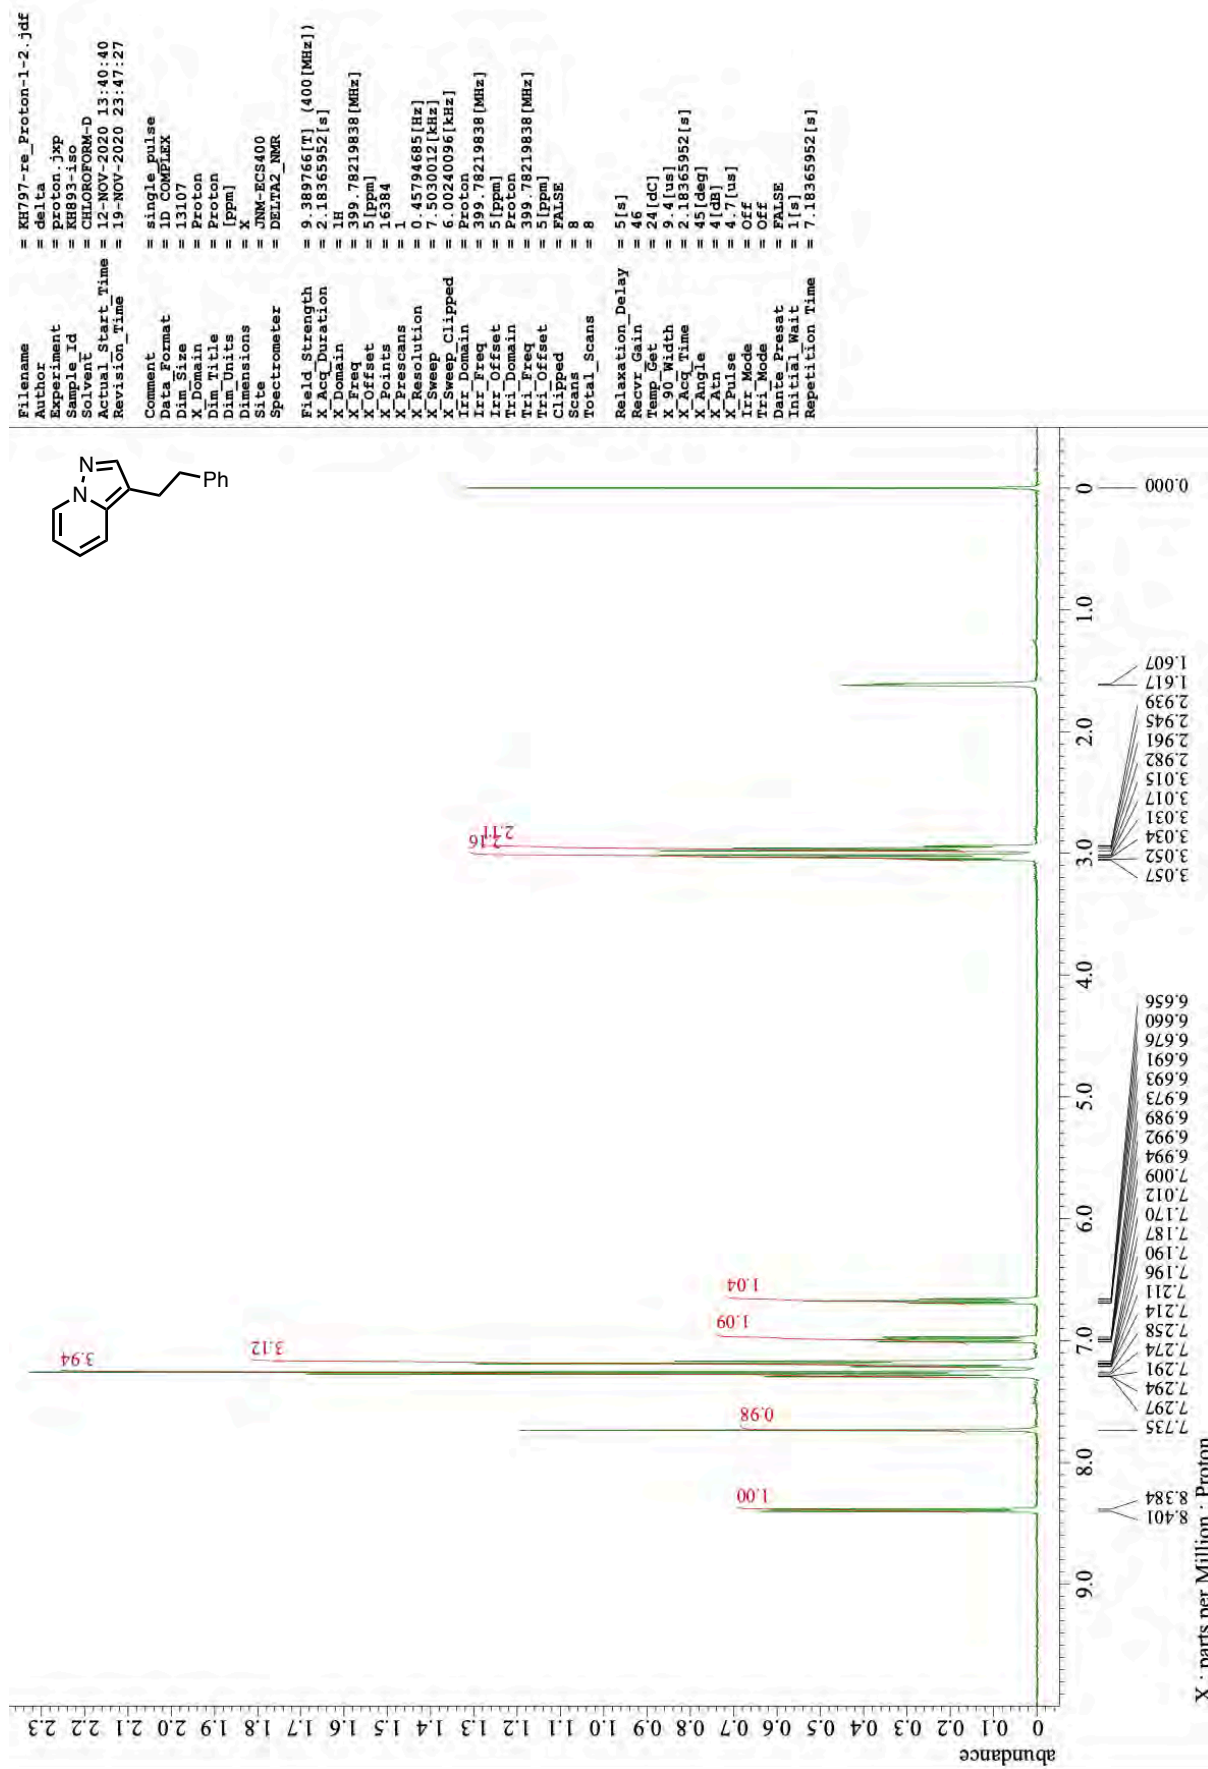 Filename = KH797-re_Proton-1-2.jdf
Author = delta
Experiment = proton.jxp
Sample_Id = KH893-iso
Solvent = CHLOROFORM-D
Actual_Start_Time = 12-NOV-2020 13:40:40
Revision_Time = 19-NOV-2020 23:47:27
Comment = single_pulse
Data_Format = 1D COMPLEX
Dim_Size = 13107
X_Domain = Proton
Dim_Title = Proton
Dim_Units = [ppm]
Dimensions = X
Site = JNM-ECS400
Spectrometer = DELTA2_NMR
Field_Strength = 9.389766[T] (400[MHz])
X_Acq_Duration = 2.18365952[s]
X_Domain = 1H
X_Freq = 399.78219838[MHz]
X_Offset = 5[ppm]
X_Points = 16384
X_Prescans = 1
X_Resolution = 0.45794685[Hz]
X_Sweep = 7.5030012[kHz]
X_Sweep_Clipped = 6.00240096[kHz]
Irr_Domain = Proton
Irr_Freq = 399.78219838[MHz]
Irr_Offset = 5[ppm]
Tri_Domain = Proton
Tri_Freq = 399.78219838[MHz]
Tri_Offset = 5[ppm]
Clipped = FALSE
Scans = 8
Total_Scans = 8
Relaxation_Delay = 5[s]
Recvr_Gain = 46
Temp_Get = 24[dC]
X_90_Width = 9.4[us]
X_Acq_Time = 2.18365952[s]
X_Angle = 45[deg]
X_Atn = 4[dB]
X_Pulse = 4.7[us]
Irr_Mode = Off
Tri_Mode = Off
Dante_Presat = FALSE
Initial_Wait = 1[s]
Repetition_Time = 7.18365952[s]
N
N
Ph
abundance
0 0.1 0.2 0.3 0.4 0.5 0.6 0.7 0.8 0.9 1.0 1.1 1.2 1.3 1.4 1.5 1.6 1.7 1.8 1.9 2.0 2.1 2.2 2.3
1.00
0.98
3.94
3.12
1.09
1.04
2.16
2.11
9.0 8.0 7.0 6.0 5.0 4.0 3.0 2.0 1.0 0
8.401
8.384
7.735
7.297
7.294
7.291
7.274
7.258
7.214
7.211
7.196
7.190
7.187
7.170
7.012
7.009
6.994
6.992
6.989
6.973
6.693
6.691
6.676
6.660
6.656
3.057
3.052
3.034
3.031
3.017
3.015
2.982
2.961
2.945
2.939
1.617
1.607
0.000
X : parts per Million : Proton